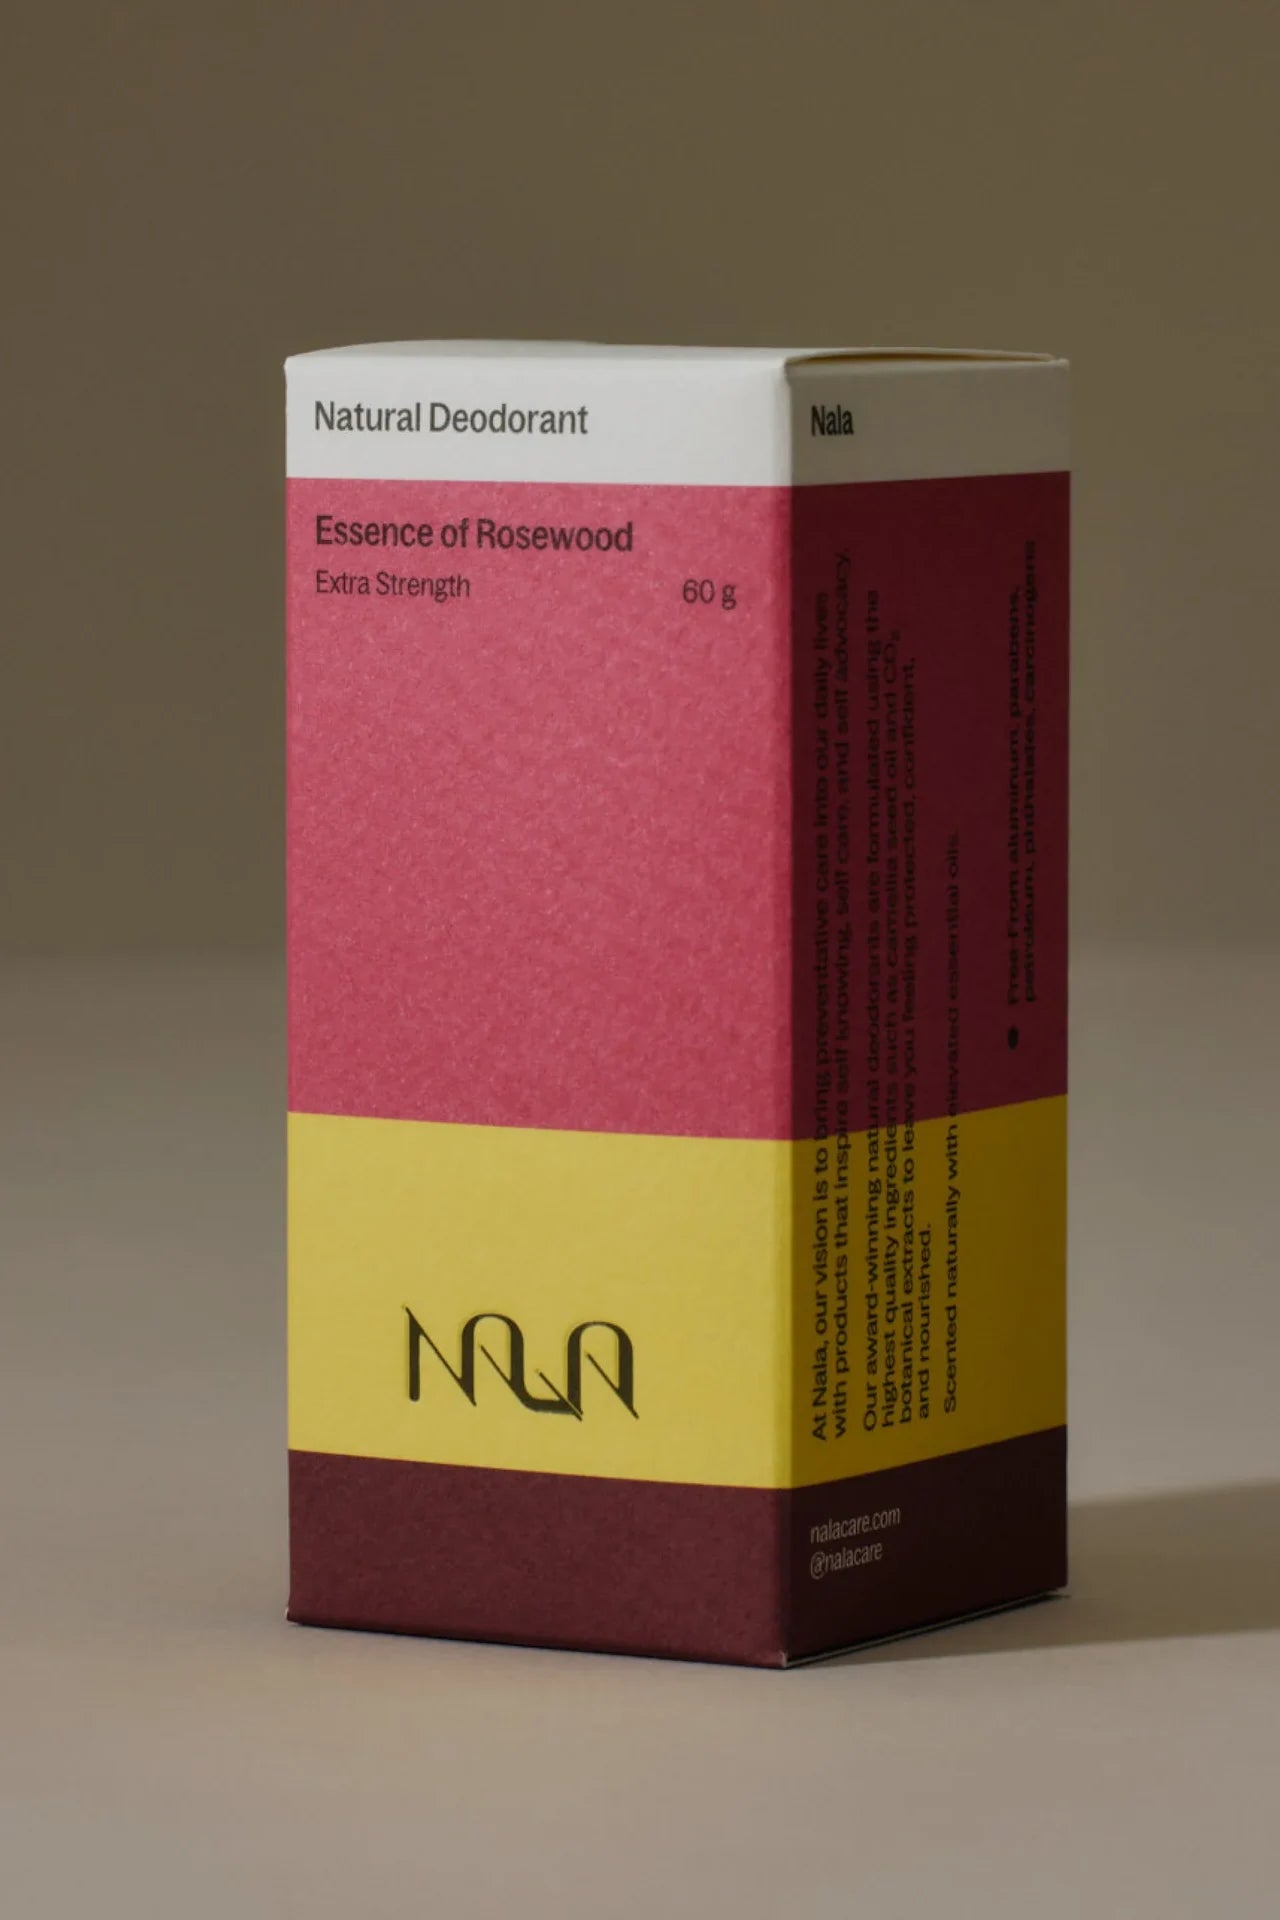 Natural Deodorant
Essence of Rosewood
Extra Strength
60 g
NALA
Nala
At Nala, our vision is to bring preventative care into our daily lives
with products that inspire self knowing, self care, and self advocacy.
Our award-winning natural deodorants are formulated using the
highest quality ingredients such as camellia seed oil and CO₂
botanical extracts to leave you feeling protected, confident,
and nourished.
Scented naturally with elevated essential oils.
● Free-From aluminum, parabens,
petroleum, phthalates, carcinogens
nalacare.com
@nalacare